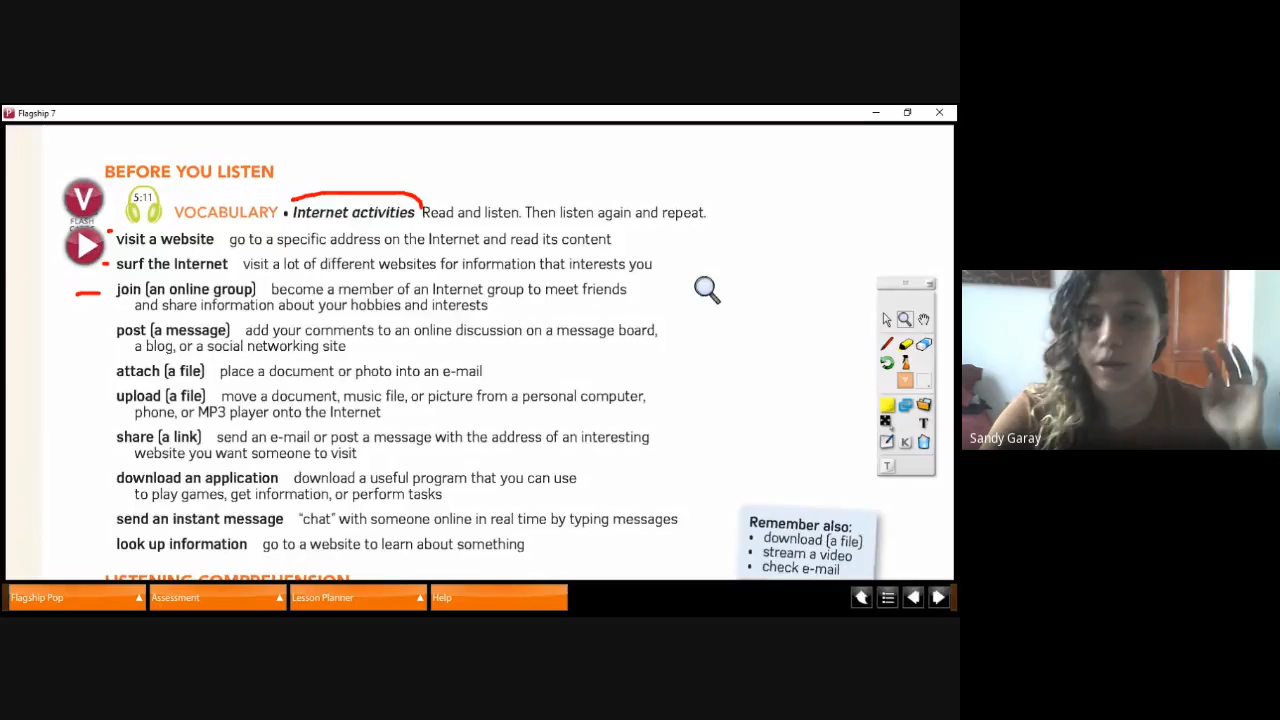 Flagship 7
BEFORE YOU LISTEN
V
FLASH
5:11
VOCABULARY • Internet activities Read and listen. Then listen again and repeat.
visit a website go to a specific address on the Internet and read its content
surf the Internet visit a lot of different websites for information that interests you
join (an online group) become a member of an Internet group to meet friends
and share information about your hobbies and interests
post (a message) add your comments to an online discussion on a message board,
a blog, or a social networking site
attach (a file) place a document or photo into an e-mail
upload (a file) move a document, music file, or picture from a personal computer,
phone, or MP3 player onto the Internet
share (a link) send an e-mail or post a message with the address of an interesting
website you want someone to visit
download an application download a useful program that you can use
to play games, get information, or perform tasks
send an instant message “chat” with someone online in real time by typing messages
look up information go to a website to learn about something
Remember also:
• download (a file)
• stream a video
• check e-mail
LISTENING COMPREHENSION
T
K
T
Sandy Garay
Flagship Pop
Assessment
Lesson Planner
Help